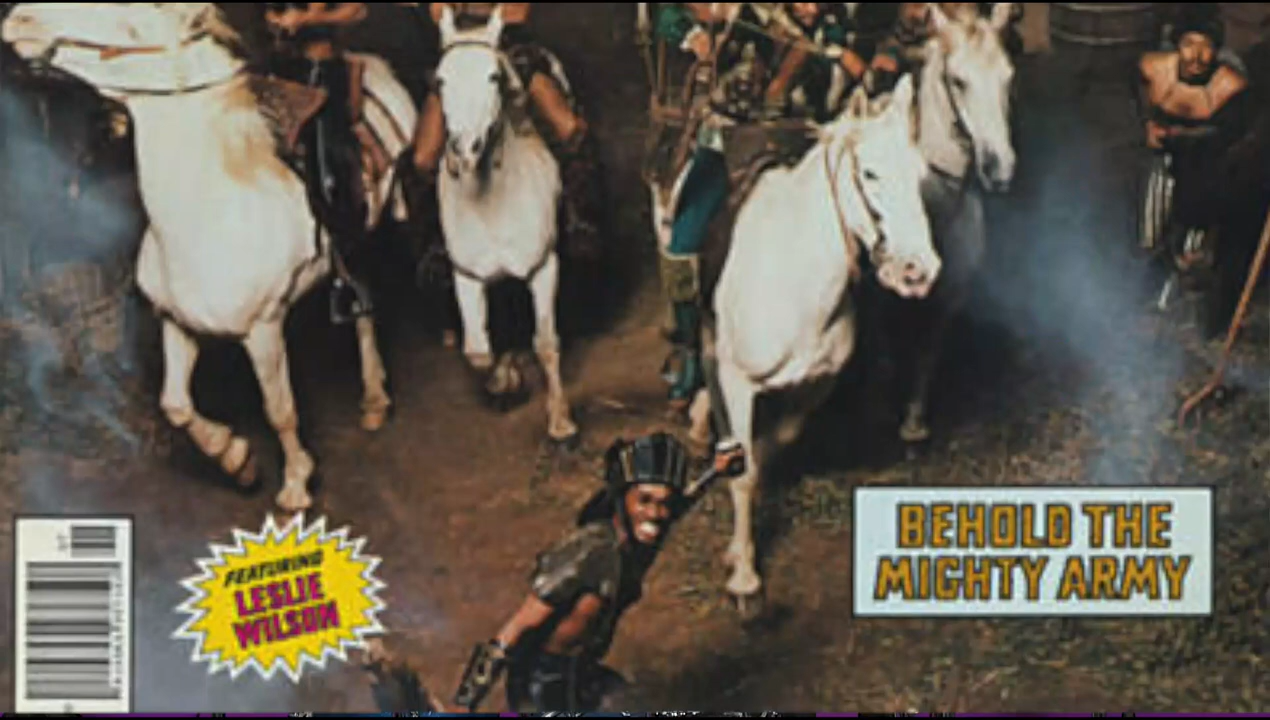 FEATURING
LESLIE
WILSON
BEHOLD THE
MIGHTY ARMY